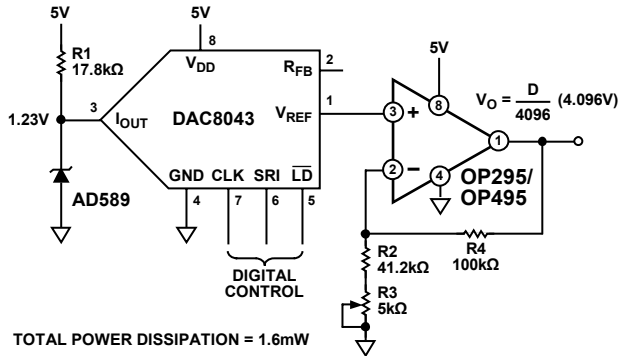 5V
R1
17.8kΩ
1.23V
3
5V
8
VDD
RFB
2
IOUT
DAC8043
VREF
1
GND CLK SRI LD
4
7
6
5
AD589
DIGITAL
CONTROL
5V
8
3
+
2
−
4
1
OP295/
OP495
VO = D/4096 (4.096V)
R2
41.2kΩ
R4
100kΩ
R3
5kΩ
TOTAL POWER DISSIPATION = 1.6mW